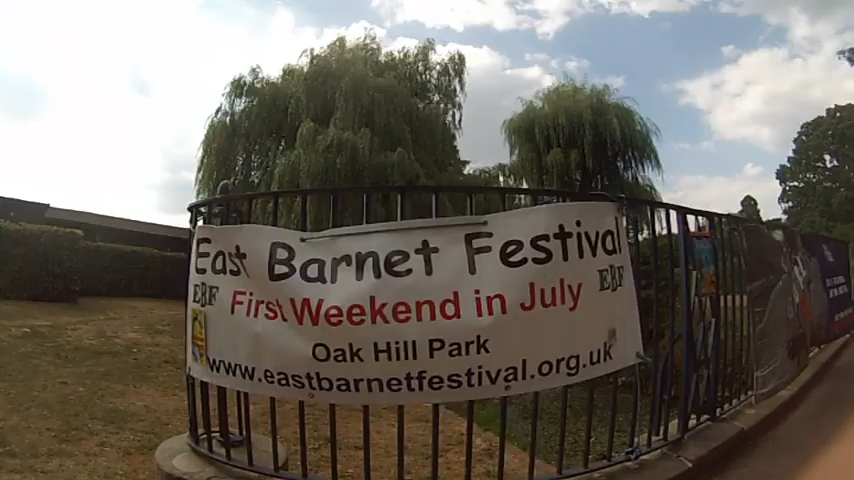 East Barnet Festival
EBF First Weekend in July EBF
Oak Hill Park
www.eastbarnetfestival.org.uk